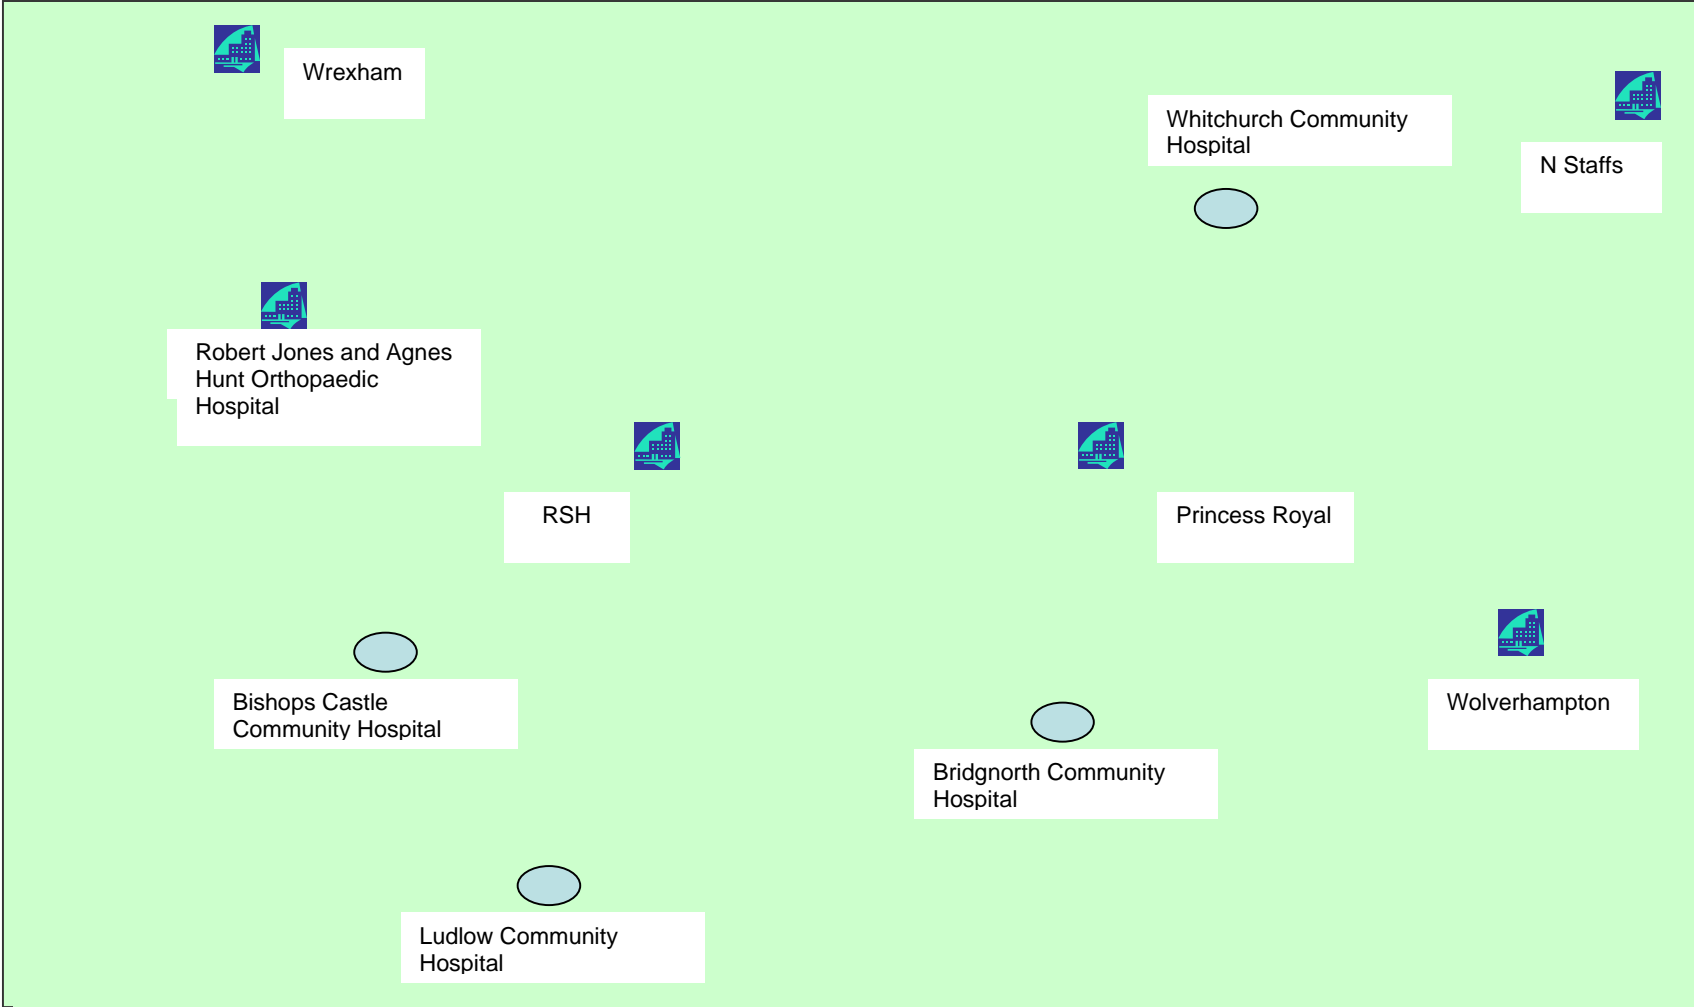 Wrexham
Whitchurch Community
Hospital
N Staffs
Robert Jones and Agnes
Hunt Orthopaedic
Hospital
RSH
Princess Royal
Bishops Castle
Community Hospital
Wolverhampton
Bridgnorth Community
Hospital
Ludlow Community
Hospital